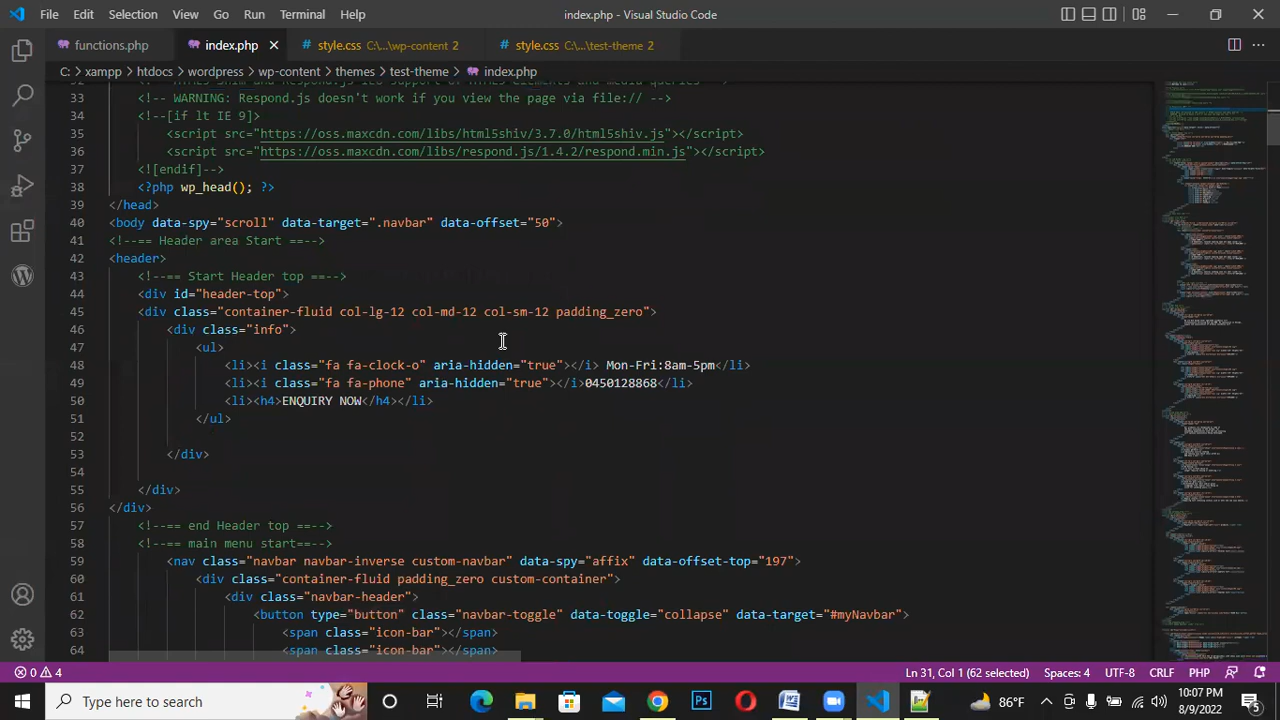 File Edit Selection View Go Run Terminal Help index.php - Visual Studio Code
functions.php index.php style.css C:\...\wp-content 2 style.css C:\...\test-theme 2
C: > xampp > htdocs > wordpress > wp-content > themes > test-theme > index.php
33 <!-- WARNING: Respond.js doesn't work if you view the page via file:// -->
34 <!--[if lt IE 9]>
35 <script src="https://oss.maxcdn.com/libs/html5shiv/3.7.0/html5shiv.js"></script>
36 <script src="https://oss.maxcdn.com/libs/respond.js/1.4.2/respond.min.js"></script>
37 <![endif]-->
38 <?php wp_head(); ?>
39 </head>
40 <body data-spy="scroll" data-target=".navbar" data-offset="50">
41 <!--== Header area Start ==-->
42 <header>
43 <!--== Start Header top ==-->
44 <div id="header-top">
45 <div class="container-fluid col-lg-12 col-md-12 col-sm-12 padding_zero">
46 <div class="info">
47 <ul>
48 <li><i class="fa fa-clock-o" aria-hidden="true"></i> Mon-Fri:8am-5pm</li>
49 <li><i class="fa fa-phone" aria-hidden="true"></i>0459128868</li>
50 <li><h4>ENQUIRY NOW</h4></li>
51 </ul>
52
53 </div>
54
55 </div>
56 </div>
57 <!--== end Header top ==-->
58 <!--== main menu start==-->
59 <nav class="navbar navbar-inverse custom-navbar" data-spy="affix" data-offset-top="197">
60 <div class="container-fluid padding_zero custom-container">
61 <div class="navbar-header">
62 <button type="button" class="navbar-toggle" data-toggle="collapse" data-target="#myNavbar">
63 <span class="icon-bar"></span>
64 <span class="icon-bar"></span>
0 4 Ln 31, Col 1 (62 selected) Spaces: 4 UTF-8 CRLF PHP
Type here to search 86°F 10:07 PM
8/9/2022 5